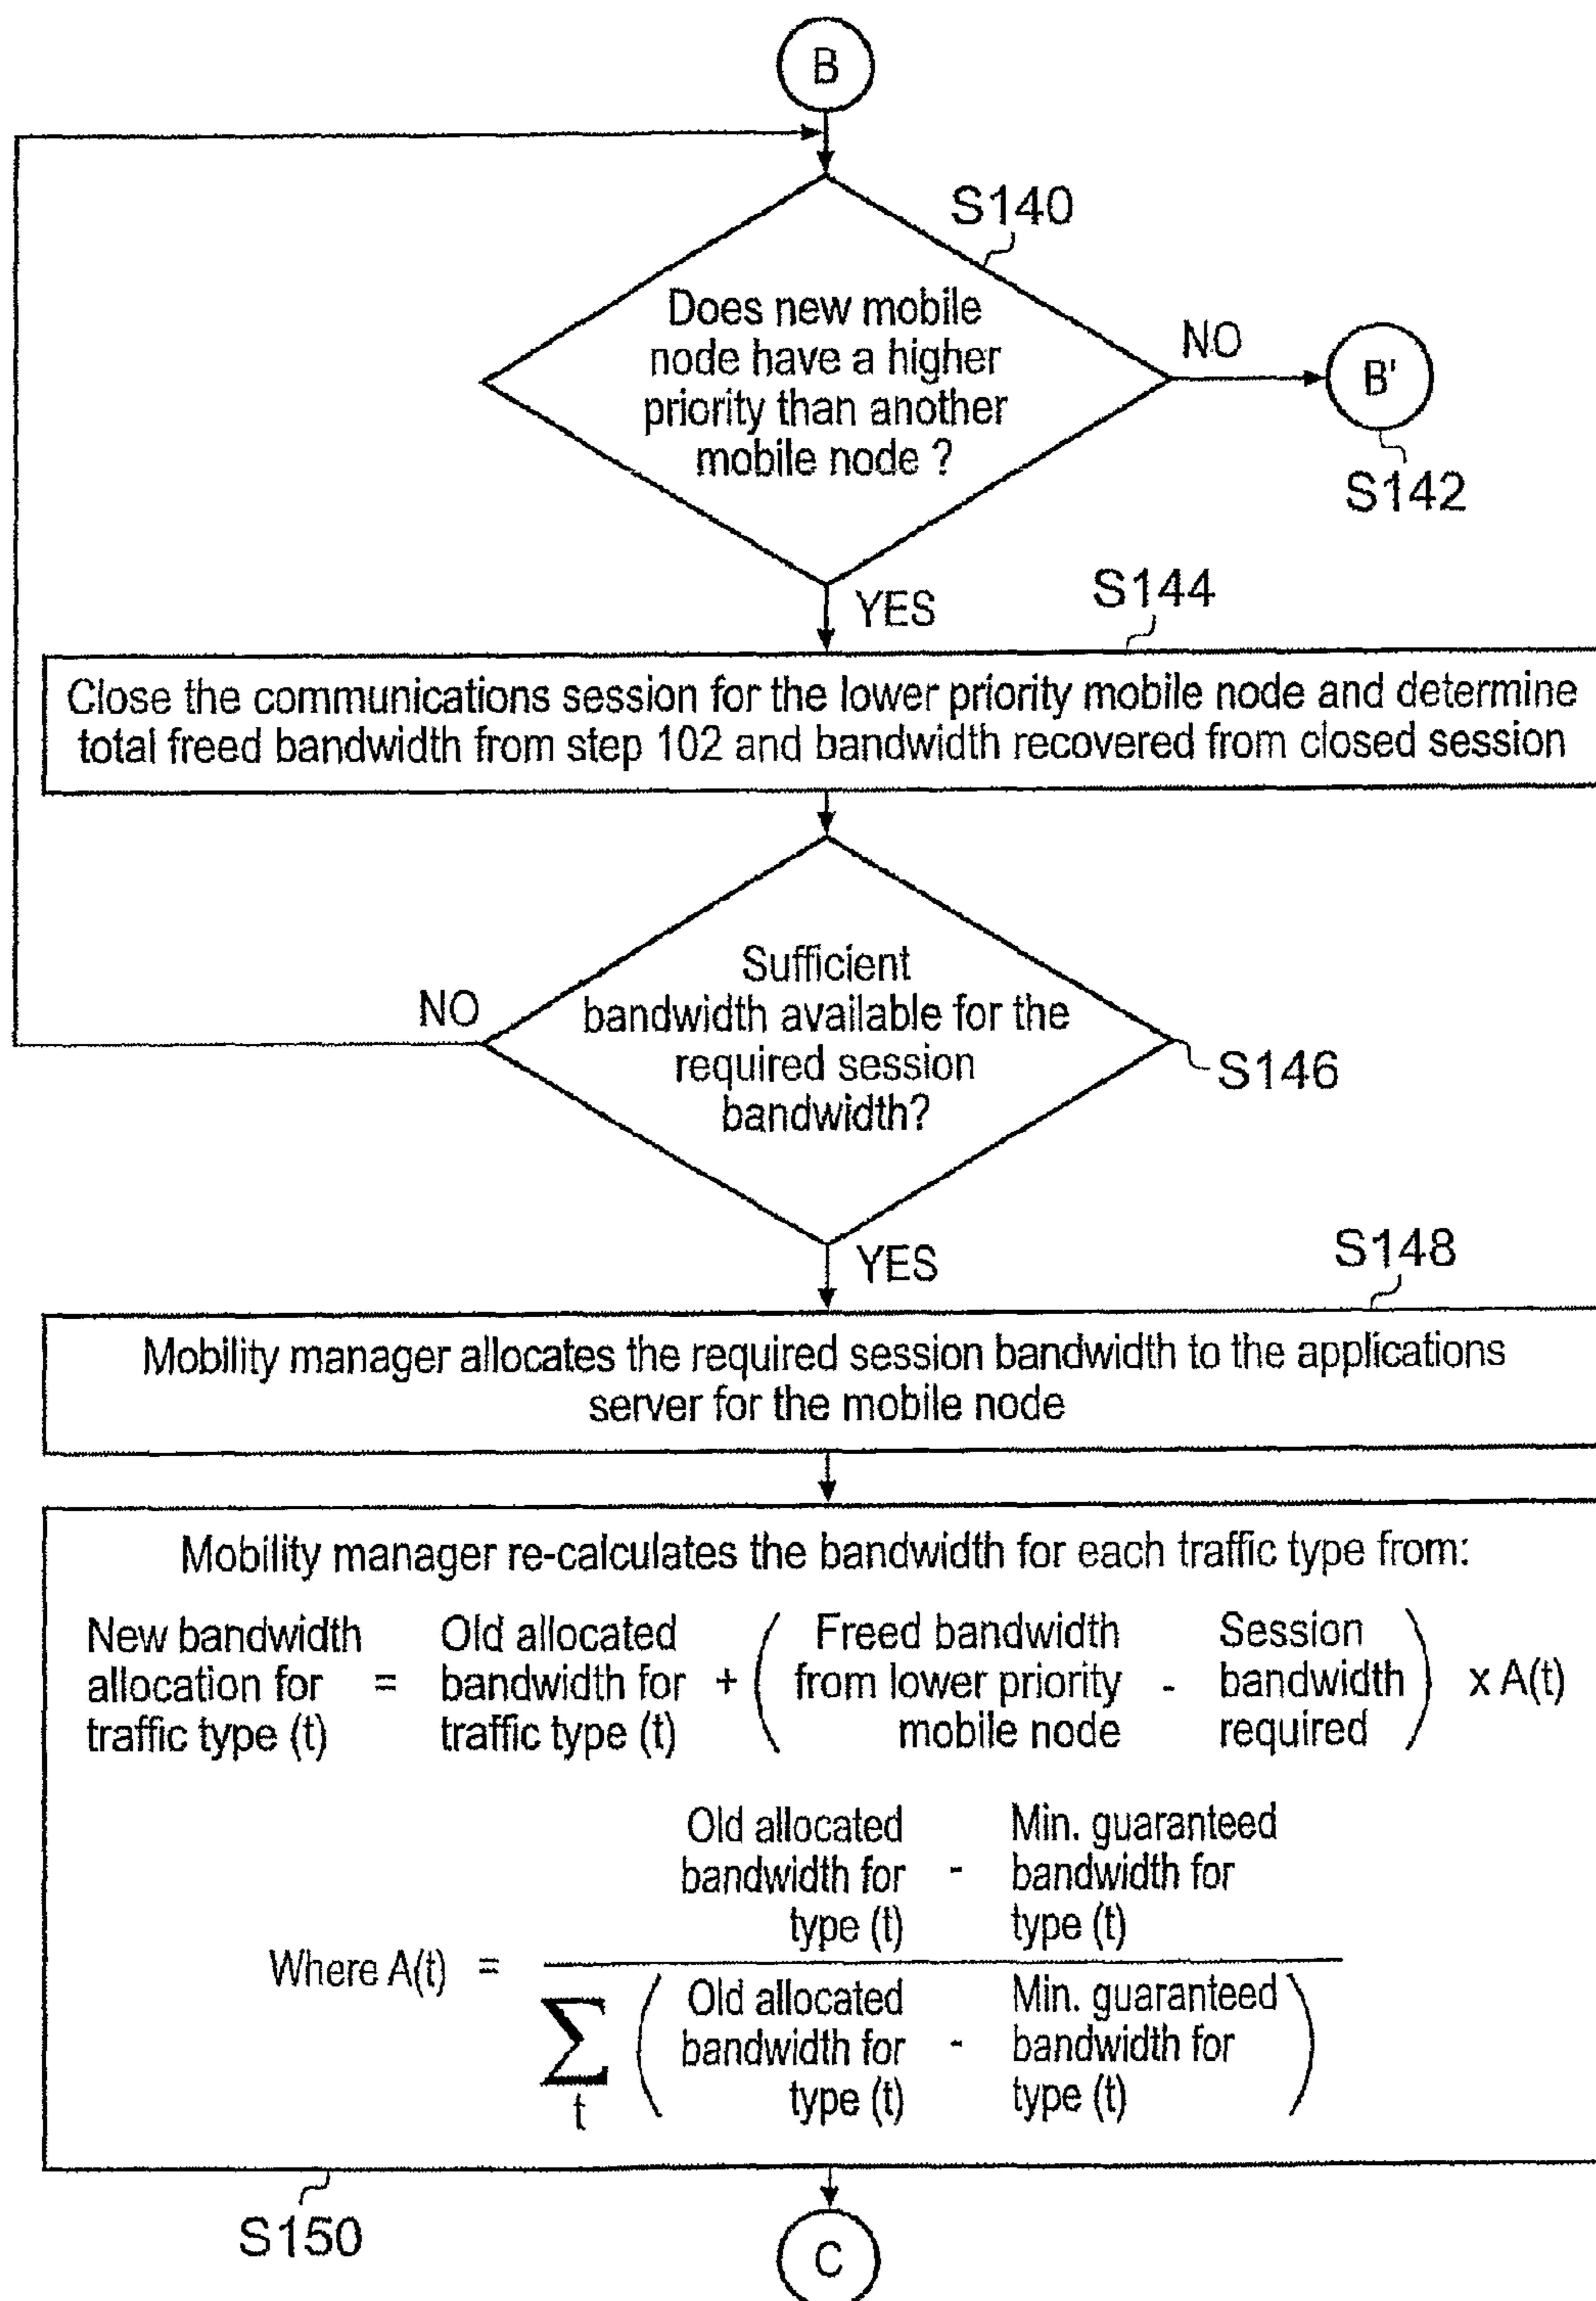 B
S140
Does new mobile
node have a higher
priority than another
mobile node ?
NO
B'
S142
YES
S144
Close the communications session for the lower priority mobile node and determine
total freed bandwidth from step 102 and bandwidth recovered from closed session
Sufficient
bandwidth available for the
required session
bandwidth?
NO
S146
YES
S148
Mobility manager allocates the required session bandwidth to the applications
server for the mobile node
Mobility manager re-calculates the bandwidth for each traffic type from:
New bandwidth Old allocated Freed bandwidth Session
allocation for = bandwidth for + ( from lower priority - bandwidth ) x A(t)
traffic type (t) traffic type (t) mobile node required
Old allocated Min. guaranteed
bandwidth for - bandwidth for
type (t) type (t)
Where A(t) =
Old allocated Min. guaranteed
∑ ( bandwidth for - bandwidth for )
t type (t) type (t)
S150
C